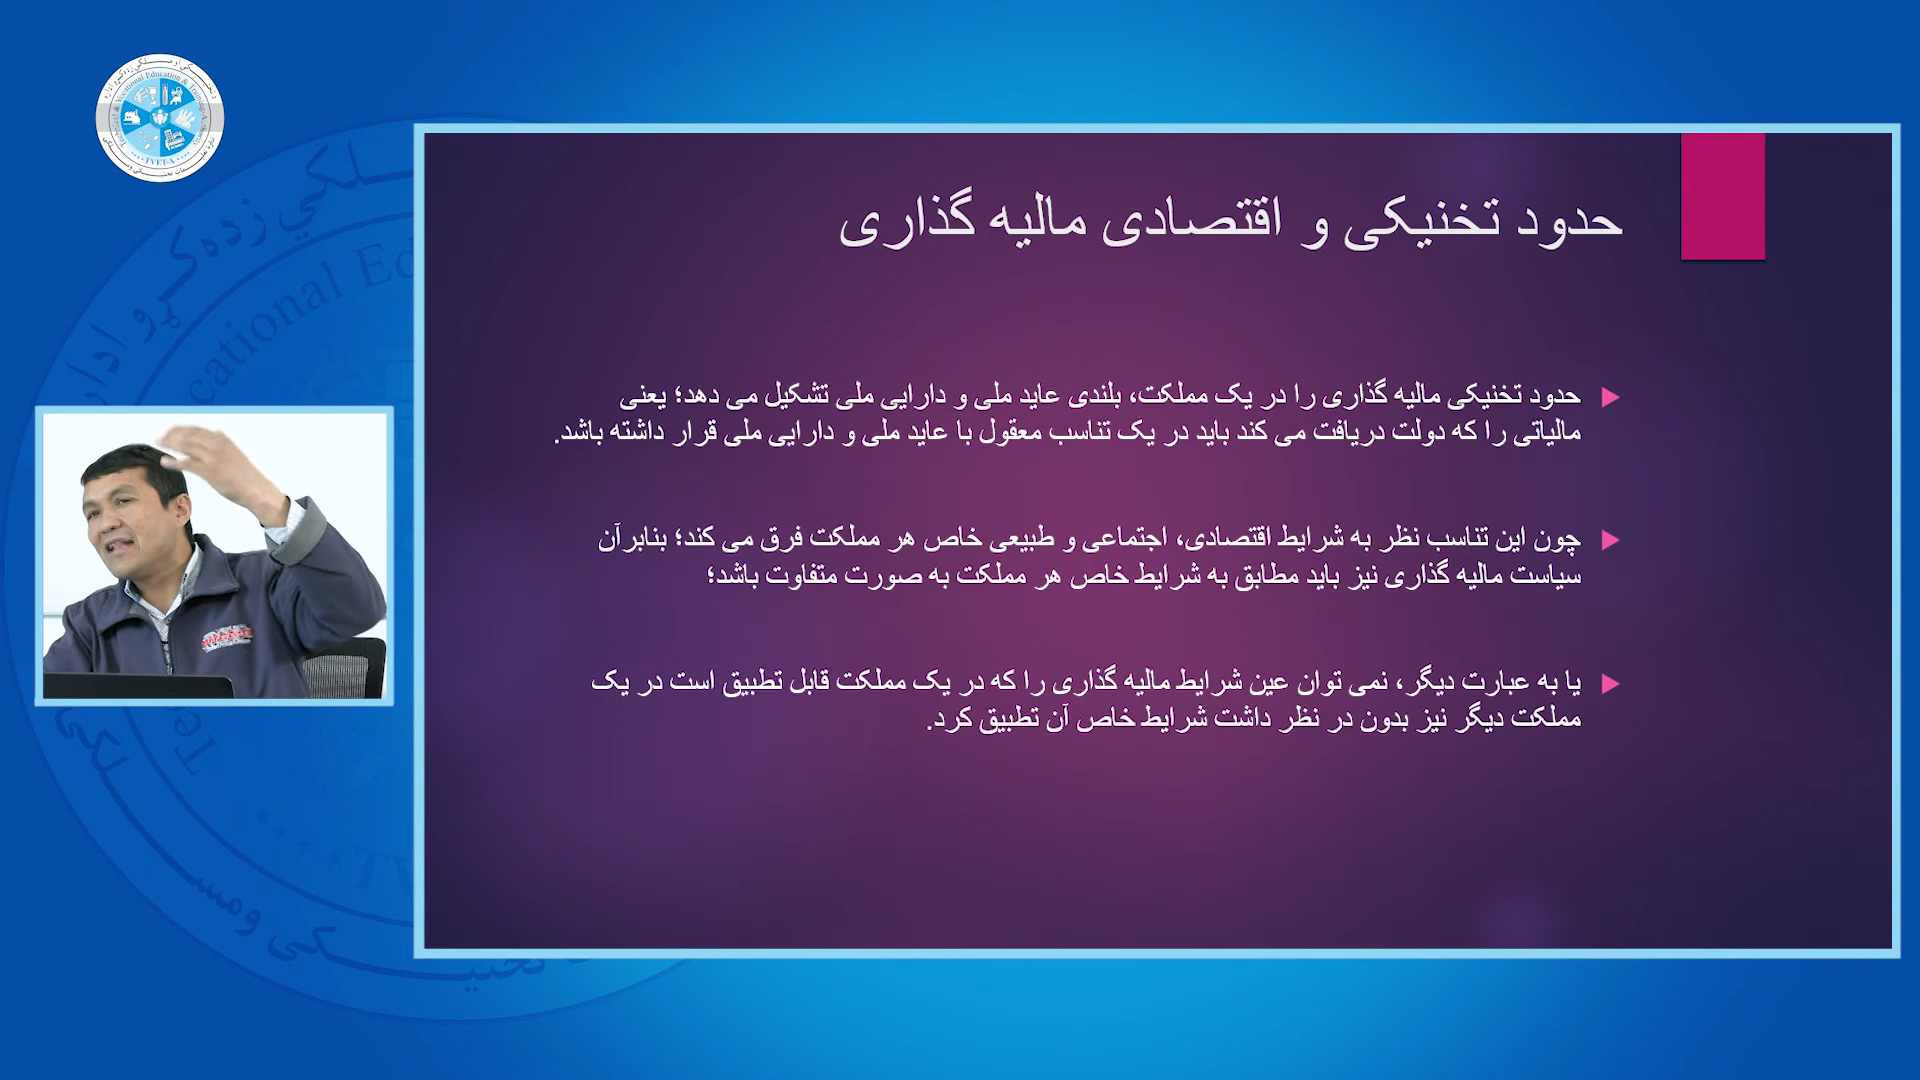 حدود تخنیکی و اقتصادی مالیه گذاری
حدود تخنیکی مالیه گذاری را در یک مملکت، بلندی عاید ملی و دارایی ملی تشکیل می دهد؛ یعنی
مالیاتی را که دولت دریافت می کند باید در یک تناسب معقول با عاید ملی و دارایی ملی قرار داشته باشد.
چون این تناسب نظر به شرایط اقتصادی، اجتماعی و طبیعی خاص هر مملکت فرق می کند؛ بنابرآن
سیاست مالیه گذاری نیز باید مطابق به شرایط خاص هر مملکت به صورت متفاوت باشد؛
یا به عبارت دیگر، نمی توان عین شرایط مالیه گذاری را که در یک مملکت قابل تطبیق است در یک
مملکت دیگر نیز بدون در نظر داشت شرایط خاص آن تطبیق کرد.
TVET-A